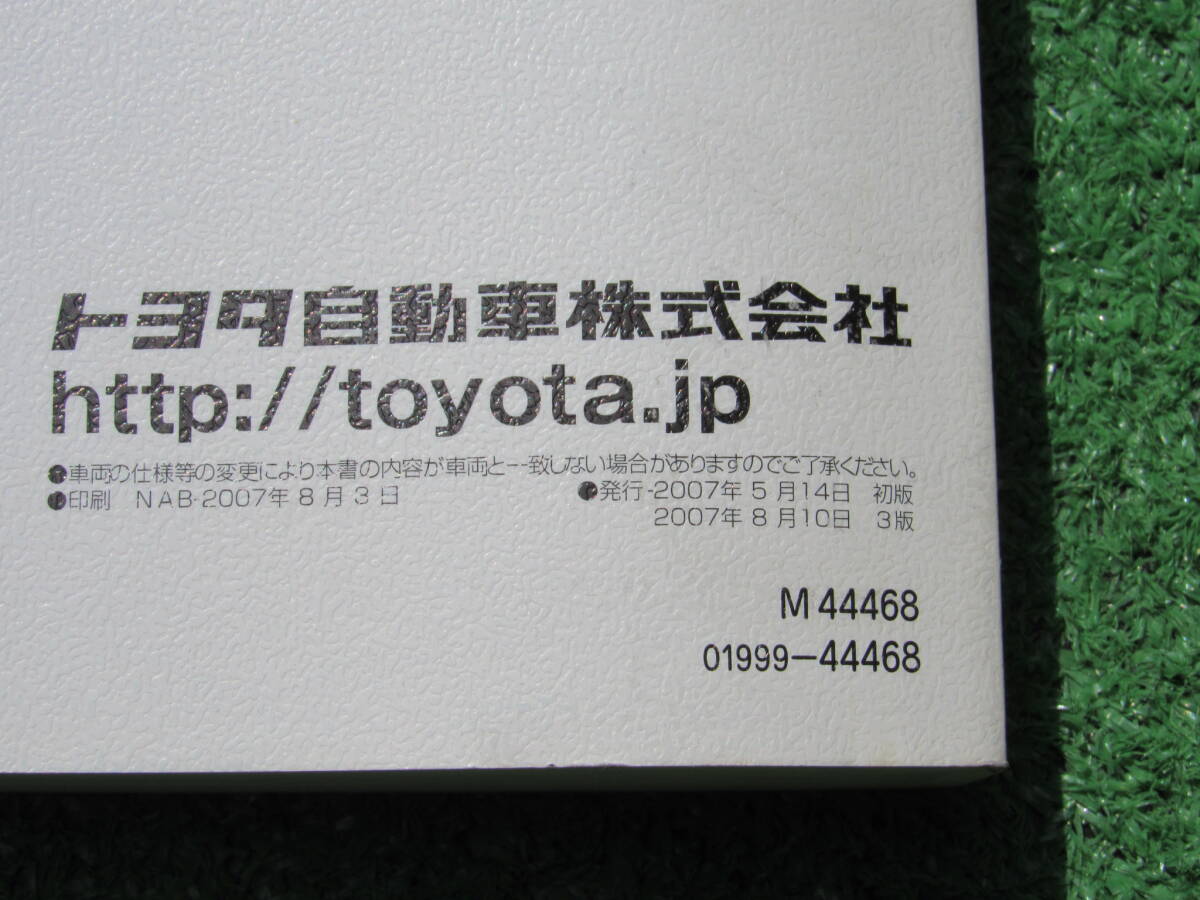 トヨタ自動車株式会社
http://toyota.jp
●車両の仕様等の変更により本書の内容が車両と一致しない場合がありますのでご了承ください。
●印刷 NAB-2007年8月3日 ●発行-2007年5月14日 初版
2007年8月10日 3版
M 44468
01999-44468